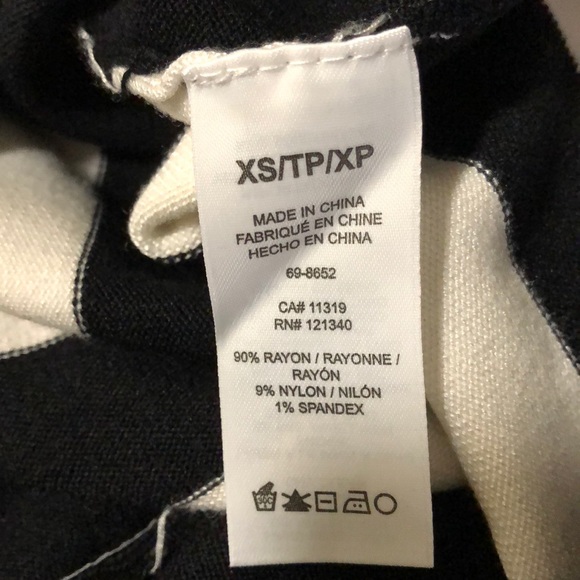 XS/TP/XP
MADE IN CHINA
FABRIQUÉ EN CHINE
HECHO EN CHINA
69-8652
CA# 11319
RN# 121340
90% RAYON / RAYONNE /
RAYÓN
9% NYLON / NILÓN
1% SPANDEX